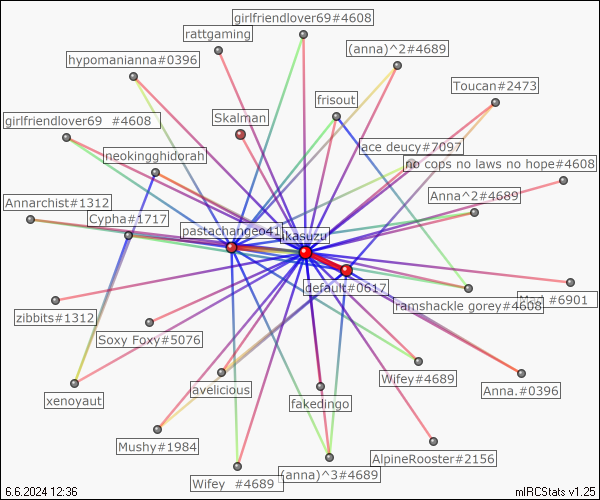 girlfriendlover69#4608
rattgaming
(anna)^2#4689
hypomanianna#0396
Toucan#2473
frisout
girlfriendlover69 #4608
Skalman
ace deucy#7097
neokingghidorah
no cops no laws no hope#4608
Anna^2#4689
Annarchist#1312
Cypha#1717
pastachangeo41
ikasuzu
default#0617
#6901
ramshackle gorey#4608
zibbits#1312
Soxy Foxy#5076
Wifey#4689
Anna.#0396
xenoyaut
avelicious
fakedingo
Mushy#1984
AlpineRooster#2156
(anna)^3#4689
Wifey #4689
6.6.2024 12:36
mIRCStats v1.25